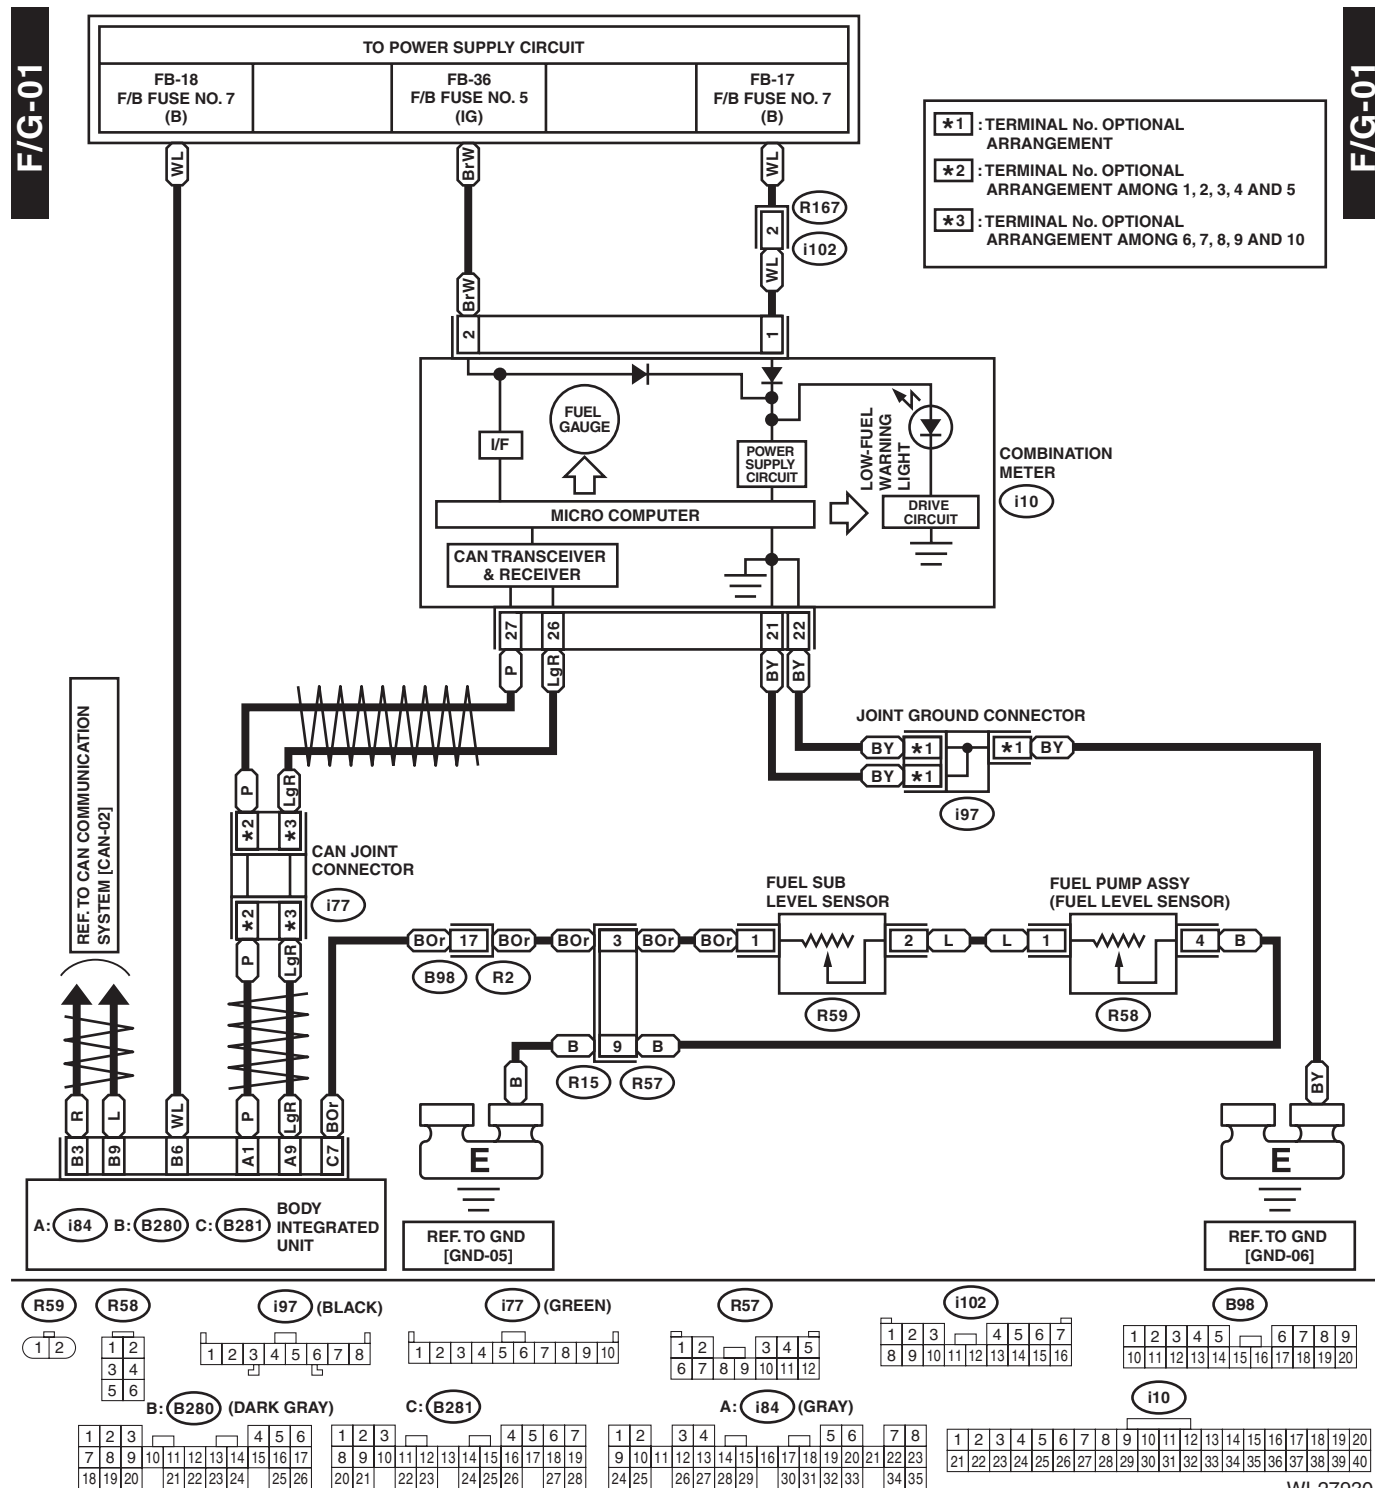 F/G-01
F/G-01
TO POWER SUPPLY CIRCUIT
FB-18
F/B FUSE NO. 7
(B)
FB-36
F/B FUSE NO. 5
(IG)
FB-17
F/B FUSE NO. 7
(B)
*1 : TERMINAL No. OPTIONAL
ARRANGEMENT
*2 : TERMINAL No. OPTIONAL
ARRANGEMENT AMONG 1, 2, 3, 4 AND 5
*3 : TERMINAL No. OPTIONAL
ARRANGEMENT AMONG 6, 7, 8, 9 AND 10
WL
BrW
WL
R167
2
i102
WL
BrW
2
1
FUEL
GAUGE
I/F
POWER
SUPPLY
CIRCUIT
LOW-FUEL
WARNING
LIGHT
COMBINATION
METER
i10
MICRO COMPUTER
DRIVE
CIRCUIT
CAN TRANSCEIVER
& RECEIVER
27
26
21
22
P
LgR
BY
BY
JOINT GROUND CONNECTOR
BY *1
*1 BY
BY *1
i97
REF. TO CAN COMMUNICATION
SYSTEM [CAN-02]
P
LgR
*2
*3
CAN JOINT
CONNECTOR
i77
*2
*3
P
LgR
FUEL SUB
LEVEL SENSOR
FUEL PUMP ASSY
(FUEL LEVEL SENSOR)
BOr 17 BOr BOr 3 BOr BOr 1
2 L L 1
4 B
B98
R2
R59
R58
B 9 B
R15
R57
B
BY
R
L
WL
P
LgR
BOr
B3
B9
B6
A1
A9
C7
E
E
A: i84 B: B280 C: B281
BODY
INTEGRATED
UNIT
REF. TO GND
[GND-05]
REF. TO GND
[GND-06]
R59
1 2
R58
1 2
3 4
5 6
i97 (BLACK)
1 2 3 4 5 6 7 8
i77 (GREEN)
1 2 3 4 5 6 7 8 9 10
R57
1 2 3 4 5
6 7 8 9 10 11 12
i102
1 2 3 4 5 6 7
8 9 10 11 12 13 14 15 16
B98
1 2 3 4 5 6 7 8 9
10 11 12 13 14 15 16 17 18 19 20
B: B280 (DARK GRAY)
1 2 3 4 5 6
7 8 9 10 11 12 13 14 15 16 17
18 19 20 21 22 23 24 25 26
C: B281
1 2 3 4 5 6 7
8 9 10 11 12 13 14 15 16 17 18 19
20 21 22 23 24 25 26 27 28
A: i84 (GRAY)
1 2 3 4 5 6 7 8
9 10 11 12 13 14 15 16 17 18 19 20 21 22 23
24 25 26 27 28 29 30 31 32 33 34 35
i10
1 2 3 4 5 6 7 8 9 10 11 12 13 14 15 16 17 18 19 20
21 22 23 24 25 26 27 28 29 30 31 32 33 34 35 36 37 38 39 40